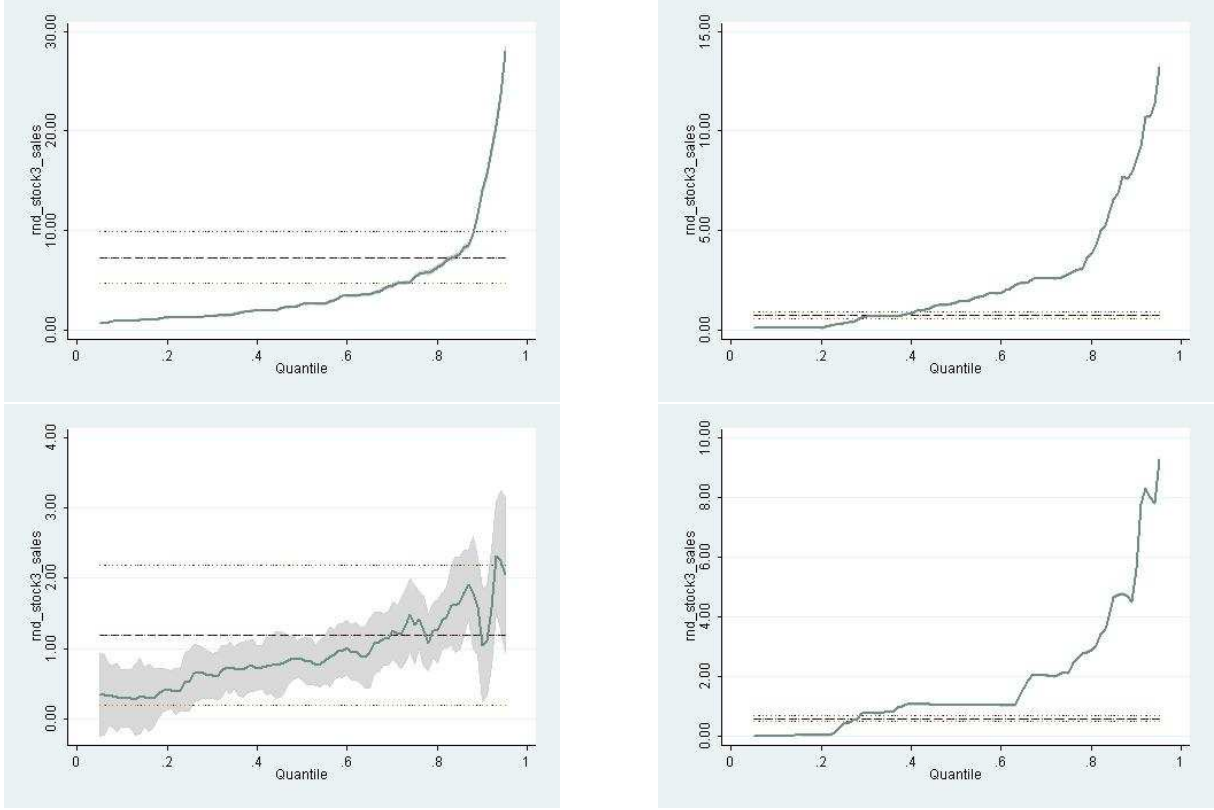 rnd_stock3_sales
0.00 10.00 20.00 30.00
0 .2 .4 .6 .8 1
Quantile
rnd_stock3_sales
0.00 5.00 10.00 15.00
0 .2 .4 .6 .8 1
Quantile
rnd_stock3_sales
0.00 1.00 2.00 3.00 4.00
0 .2 .4 .6 .8 1
Quantile
rnd_stock3_sales
0.00 2.00 4.00 6.00 8.00 10.00
0 .2 .4 .6 .8 1
Quantile